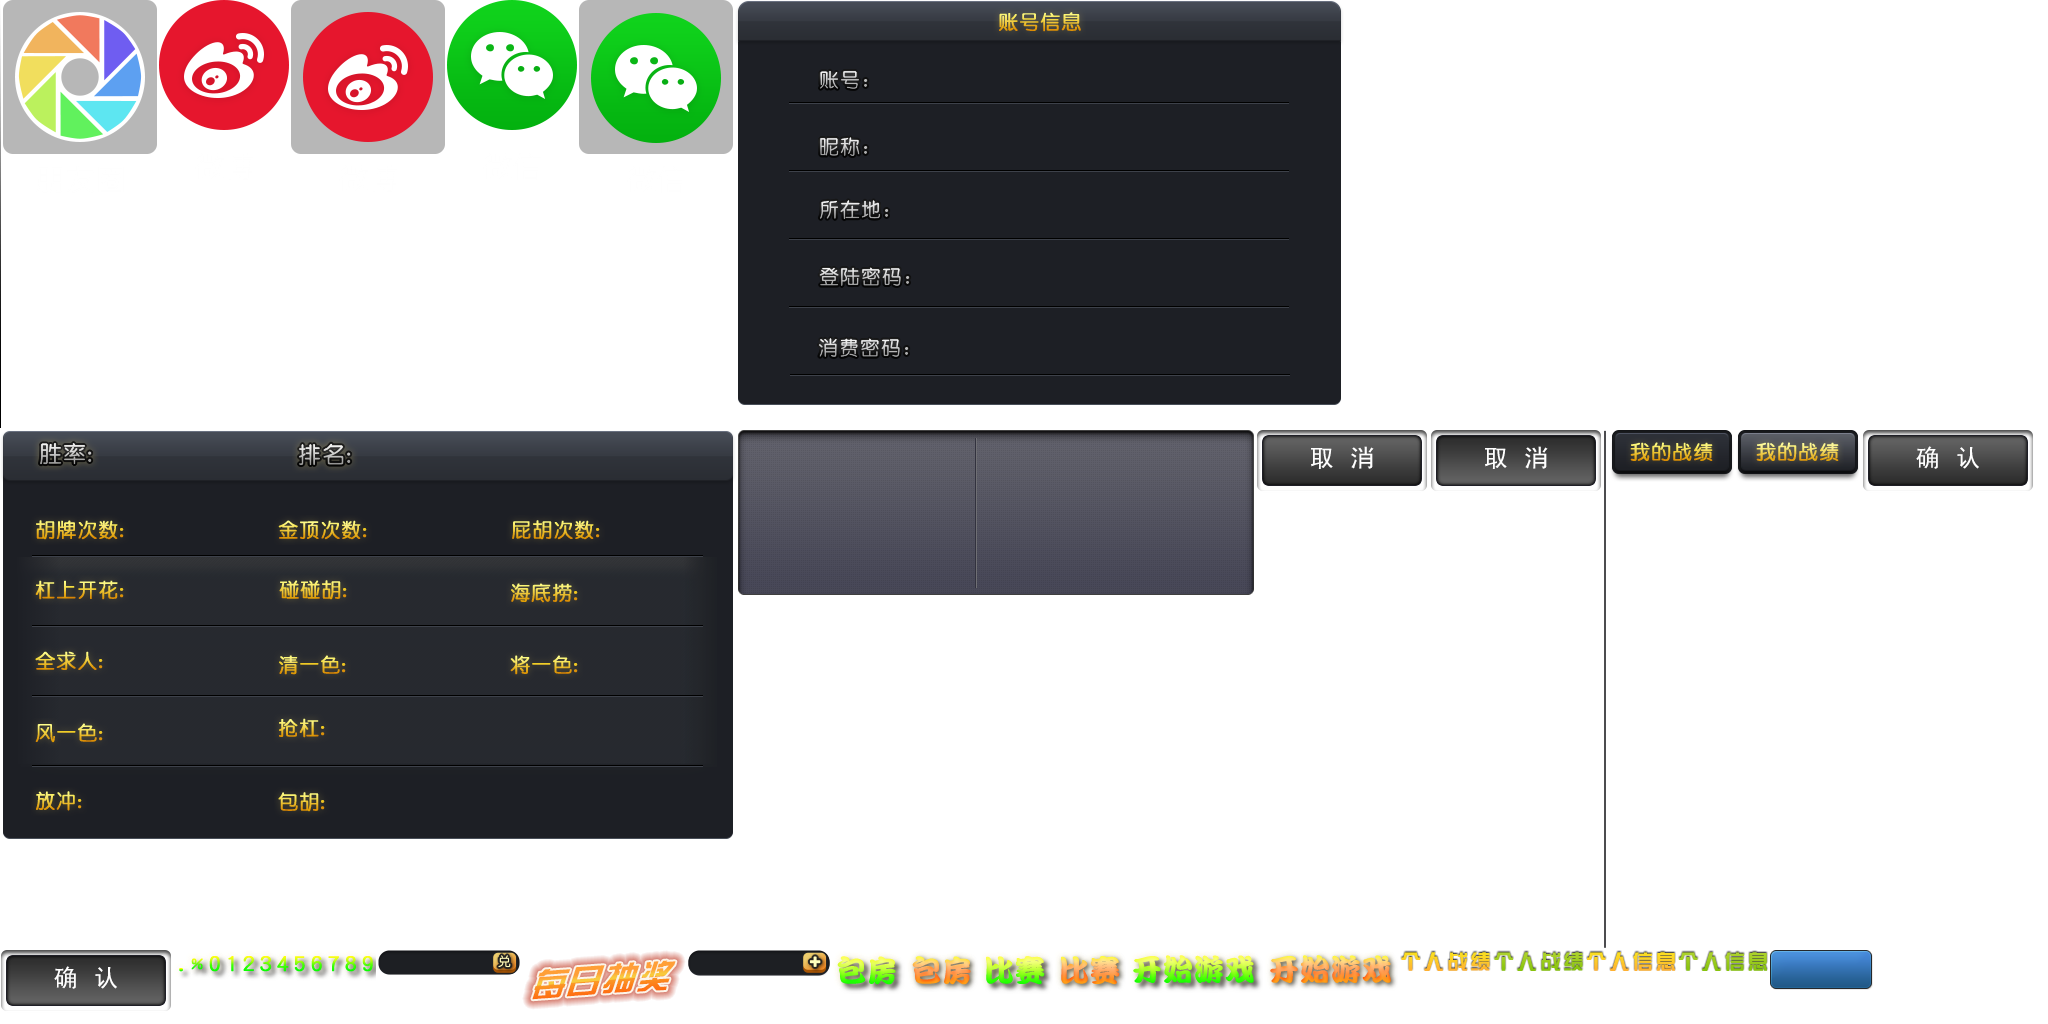 账号信息
账号：
昵称：
所在地：
登陆密码：
消费密码：
胜率: 排名:
胡牌次数: 金顶次数: 屁胡次数:
杠上开花: 碰碰胡: 海底捞:
全求人: 清一色: 将一色:
风一色: 抢杠:
放冲: 包胡:
取 消 取 消 我的战绩 我的战绩 确 认
确 认 .%0123456789 兑 每日抽奖 包房 包房 比赛 比赛 开始游戏 开始游戏 个人战绩 个人战绩 个人信息 个人信息